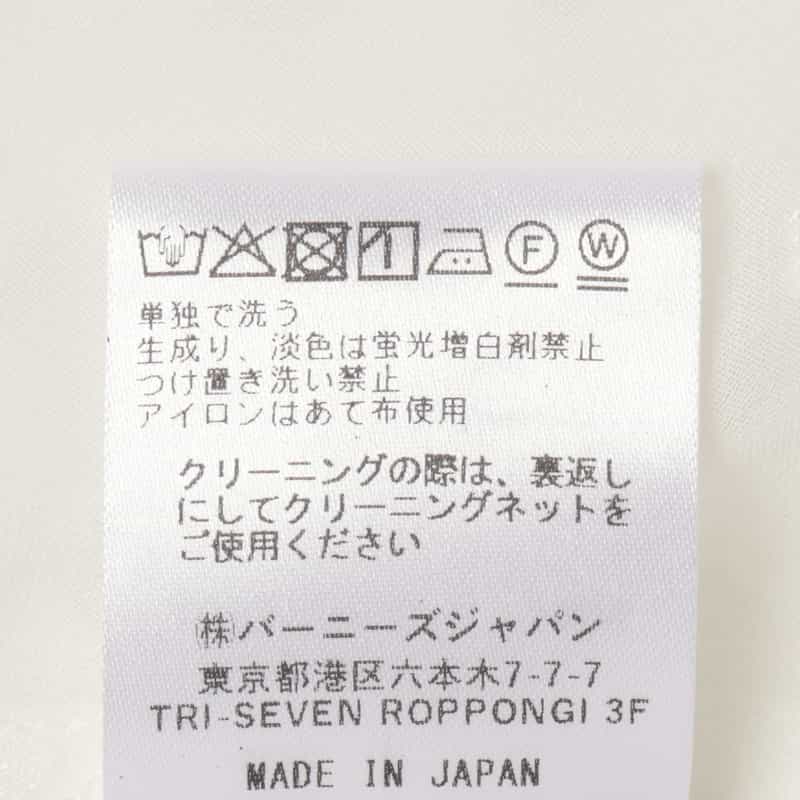 F W
単独で洗う
生成り、淡色は蛍光増白剤禁止
つけ置き洗い禁止
アイロンはあて布使用
クリーニングの際は、裏返し
にしてクリーニングネットを
ご使用ください
㈱バーニーズジャパン
東京都港区六本木7-7-7
TRI-SEVEN ROPPONGI 3F
MADE IN JAPAN